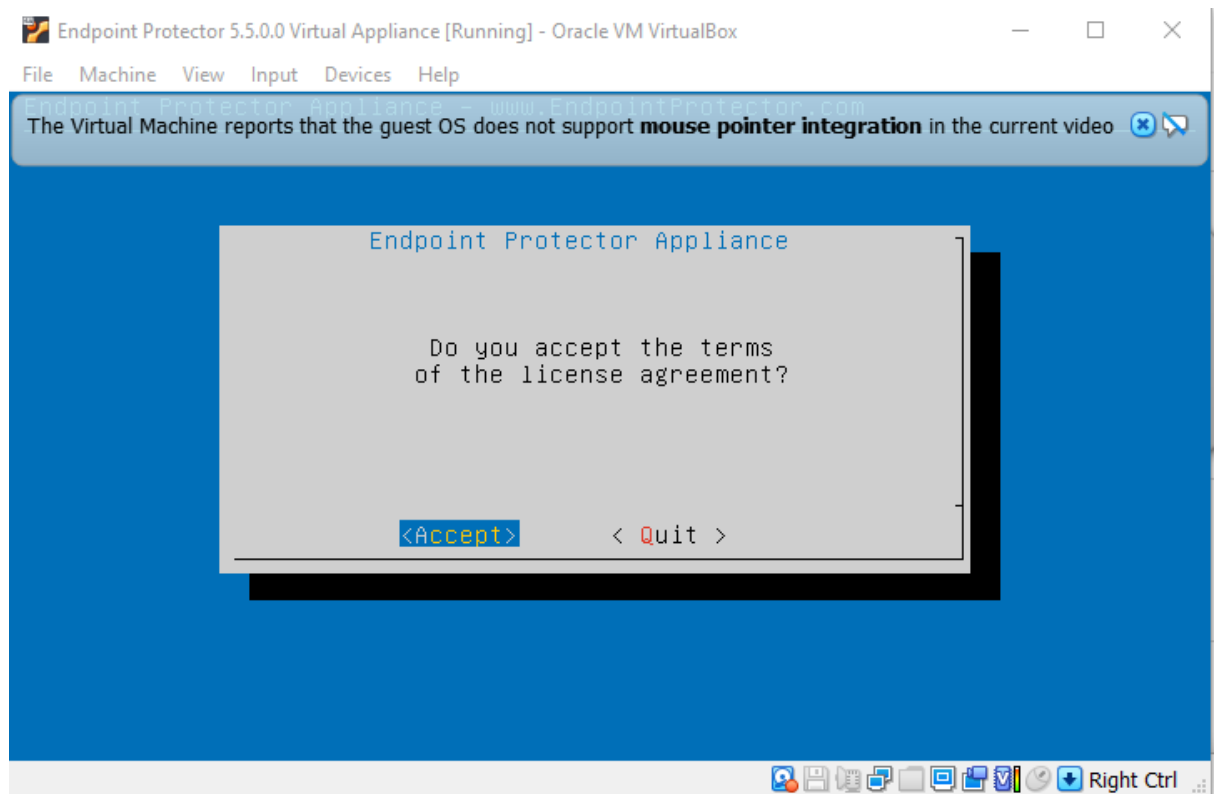 Endpoint Protector 5.5.0.0 Virtual Appliance [Running] - Oracle VM VirtualBox
File Machine View Input Devices Help
Endpoint Protector Appliance - www.EndpointProtector.com
The Virtual Machine reports that the guest OS does not support mouse pointer integration in the current video
Endpoint Protector Appliance
Do you accept the terms
of the license agreement?
<Accept> < Quit >
Right Ctrl